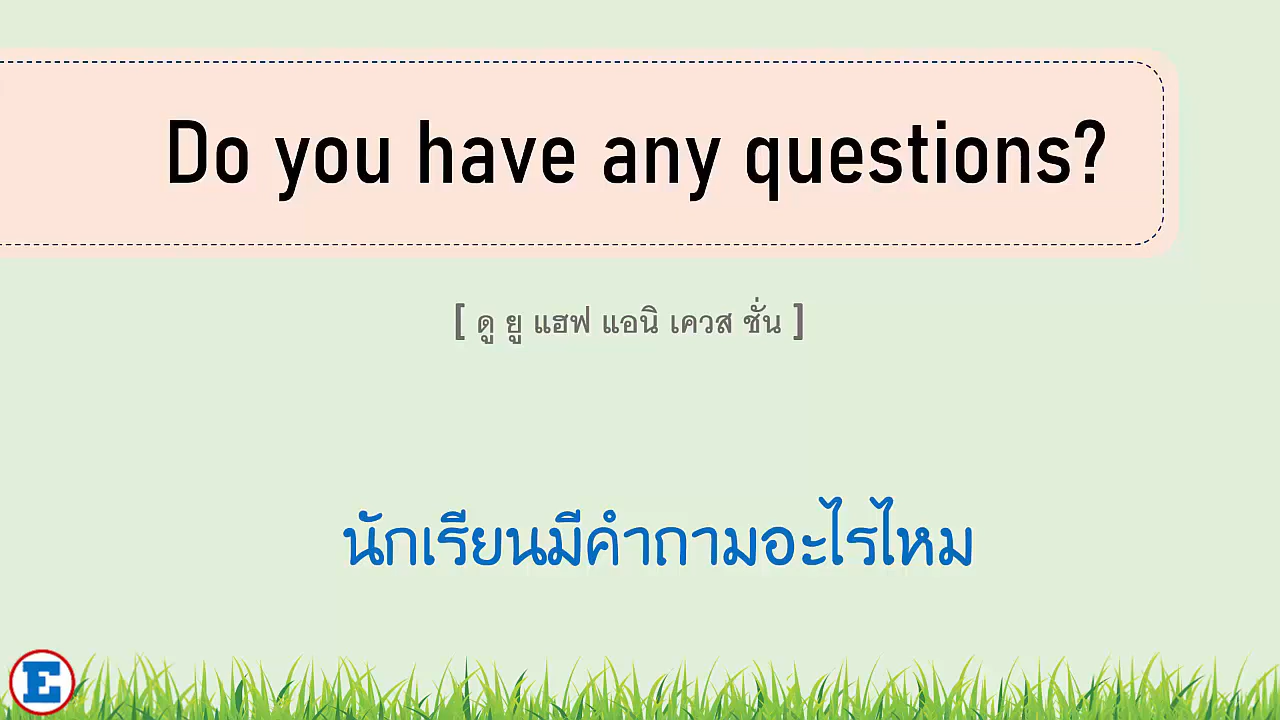 Do you have any questions?
[ ดู ยู แฮฟ แอนิ เควส ชั่น ]
นักเรียนมีคำถามอะไรไหม
E